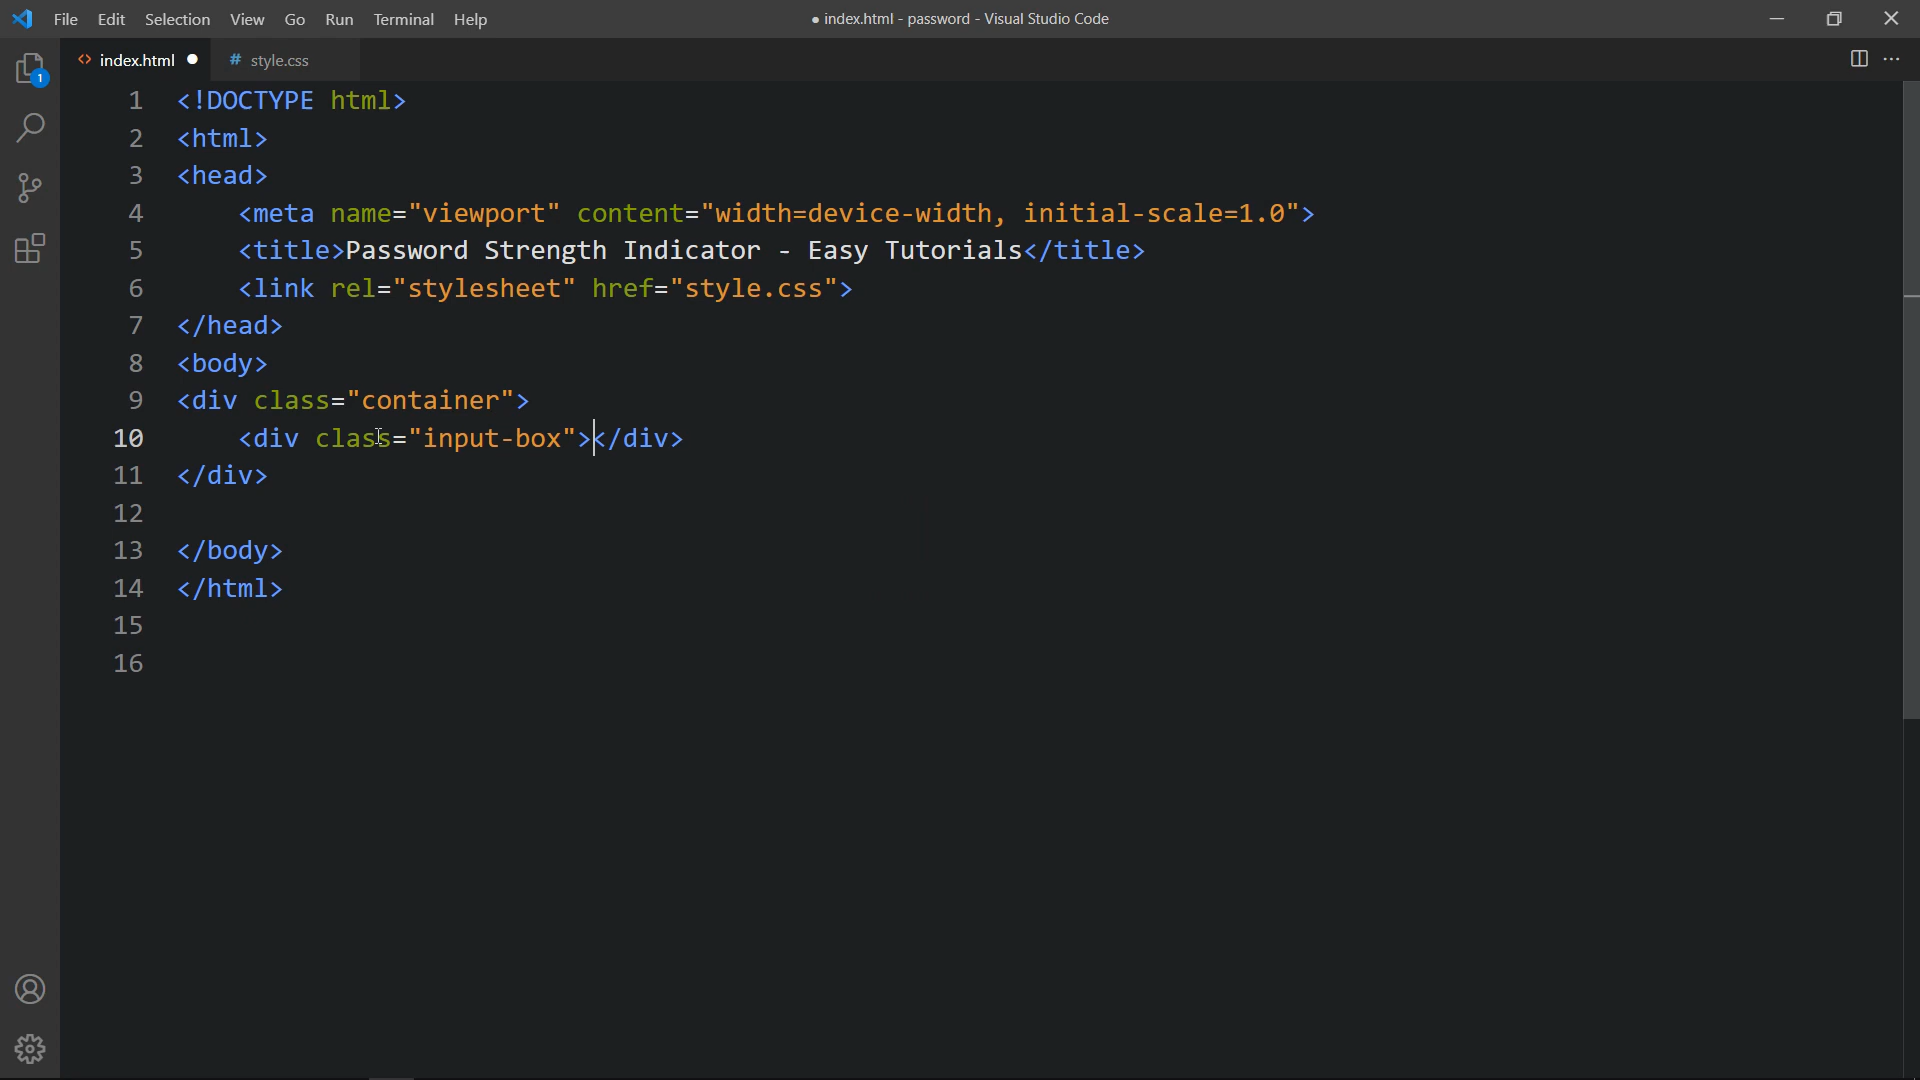 File Edit Selection View Go Run Terminal Help ● index.html - password - Visual Studio Code
<> index.html ● # style.css
1
1 <!DOCTYPE html>
2 <html>
3 <head>
4     <meta name="viewport" content="width=device-width, initial-scale=1.0">
5     <title>Password Strength Indicator - Easy Tutorials</title>
6     <link rel="stylesheet" href="style.css">
7 </head>
8 <body>
9 <div class="container">
10     <div class="input-box"></div>
11 </div>
12
13 </body>
14 </html>
15
16